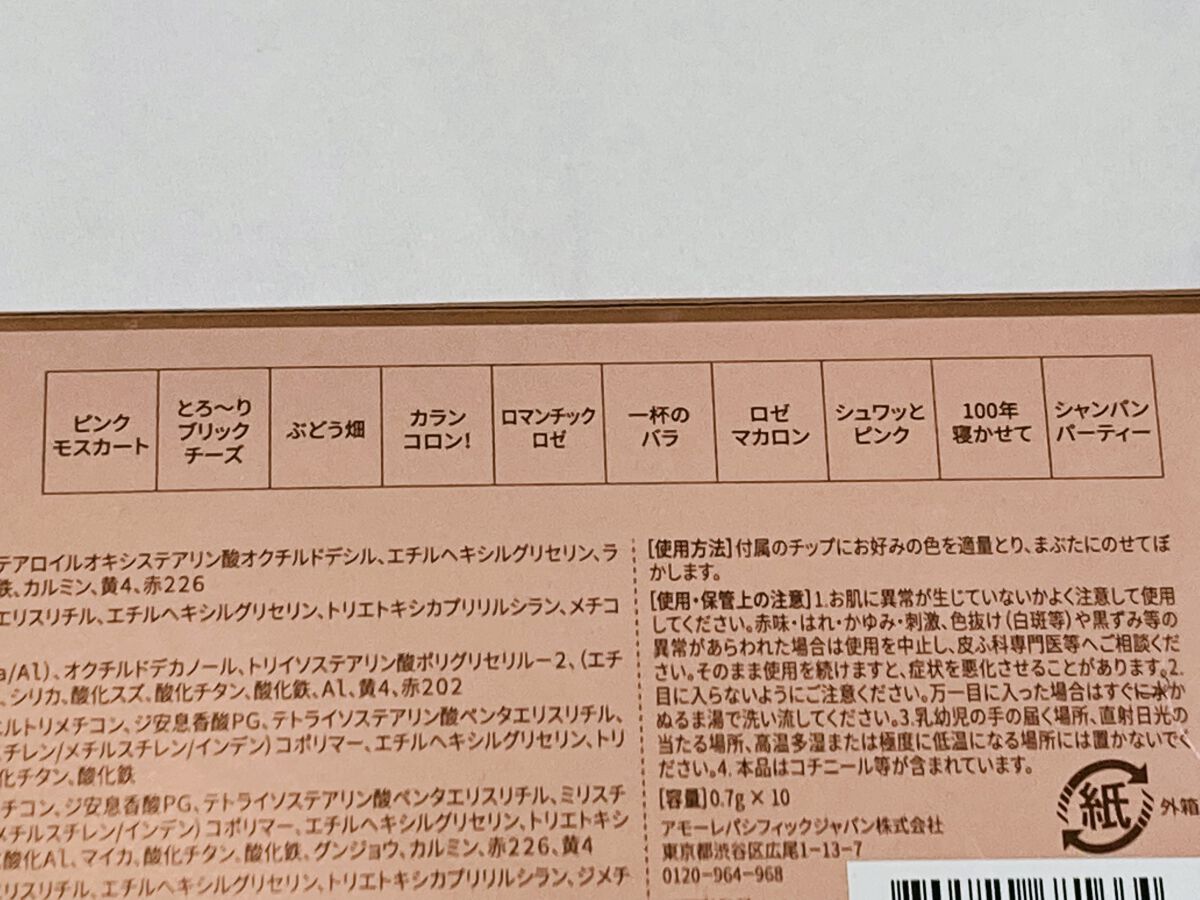 ピンク
モスカート
とろ～り
ブリック
チーズ
ぶどう畑
カラン
コロン!
ロマンチック
ロゼ
一杯の
バラ
ロゼ
マカロン
シュワッと
ピンク
100年
寝かせて
シャンパン
パーティー
テアロイルオキシステアリン酸オクチルドデシル、エチルヘキシルグリセリン、ラ
鉄、カルミン、黄4、赤226
エリスリチル、エチルヘキシルグリセリン、トリエトキシカプリリルシラン、メチコ
a/Al)、オクチルドデカノール、トリイソステアリン酸ポリグリセリルー2、(エチ
、シリカ、酸化スズ、酸化チタン、酸化鉄、Al、黄4、赤202
ルトリメチコン、ジ安息香酸PG、テトライソステアリン酸ペンタエリスリチル、
チレン/メチルスチレン/インデン)コポリマー、エチルヘキシルグリセリン、トリ
化チタン、酸化鉄
チコン、ジ安息香酸PG、テトライソステアリン酸ペンタエリスリチル、ミリスチ
メチルスチレン/インデン)コポリマー、エチルヘキシルグリセリン、トリエトキシ
酸化Al、マイカ、酸化チタン、酸化鉄、グンジョウ、カルミン、赤226、黄4
エリスリチル、エチルヘキシルグリセリン、トリエトキシカプリリルシラン、ジメチ
[使用方法]付属のチップにお好みの色を適量とり、まぶたにのせてぼ
かします。
[使用・保管上の注意]1.お肌に異常が生じていないかよく注意して使用
してください。赤味・はれ・かゆみ・刺激、色抜け(白斑等)や黒ずみ等の
異常があらわれた場合は使用を中止し、皮ふ科専門医等へご相談くだ
さい。そのまま使用を続けますと、症状を悪化させることがあります。2.
目に入らないようにご注意ください。万一目に入った場合はすぐに水か
ぬるま湯で洗い流してください。3.乳幼児の手の届く場所、直射日光の
当たる場所、高温多湿または極度に低温になる場所には置かないでく
ださい。4.本品はコチニール等が含まれています。
[容量]0.7g×10
アモーレパシフィックジャパン株式会社
東京都渋谷区広尾1-13-7
0120-964-968
紙
外箱